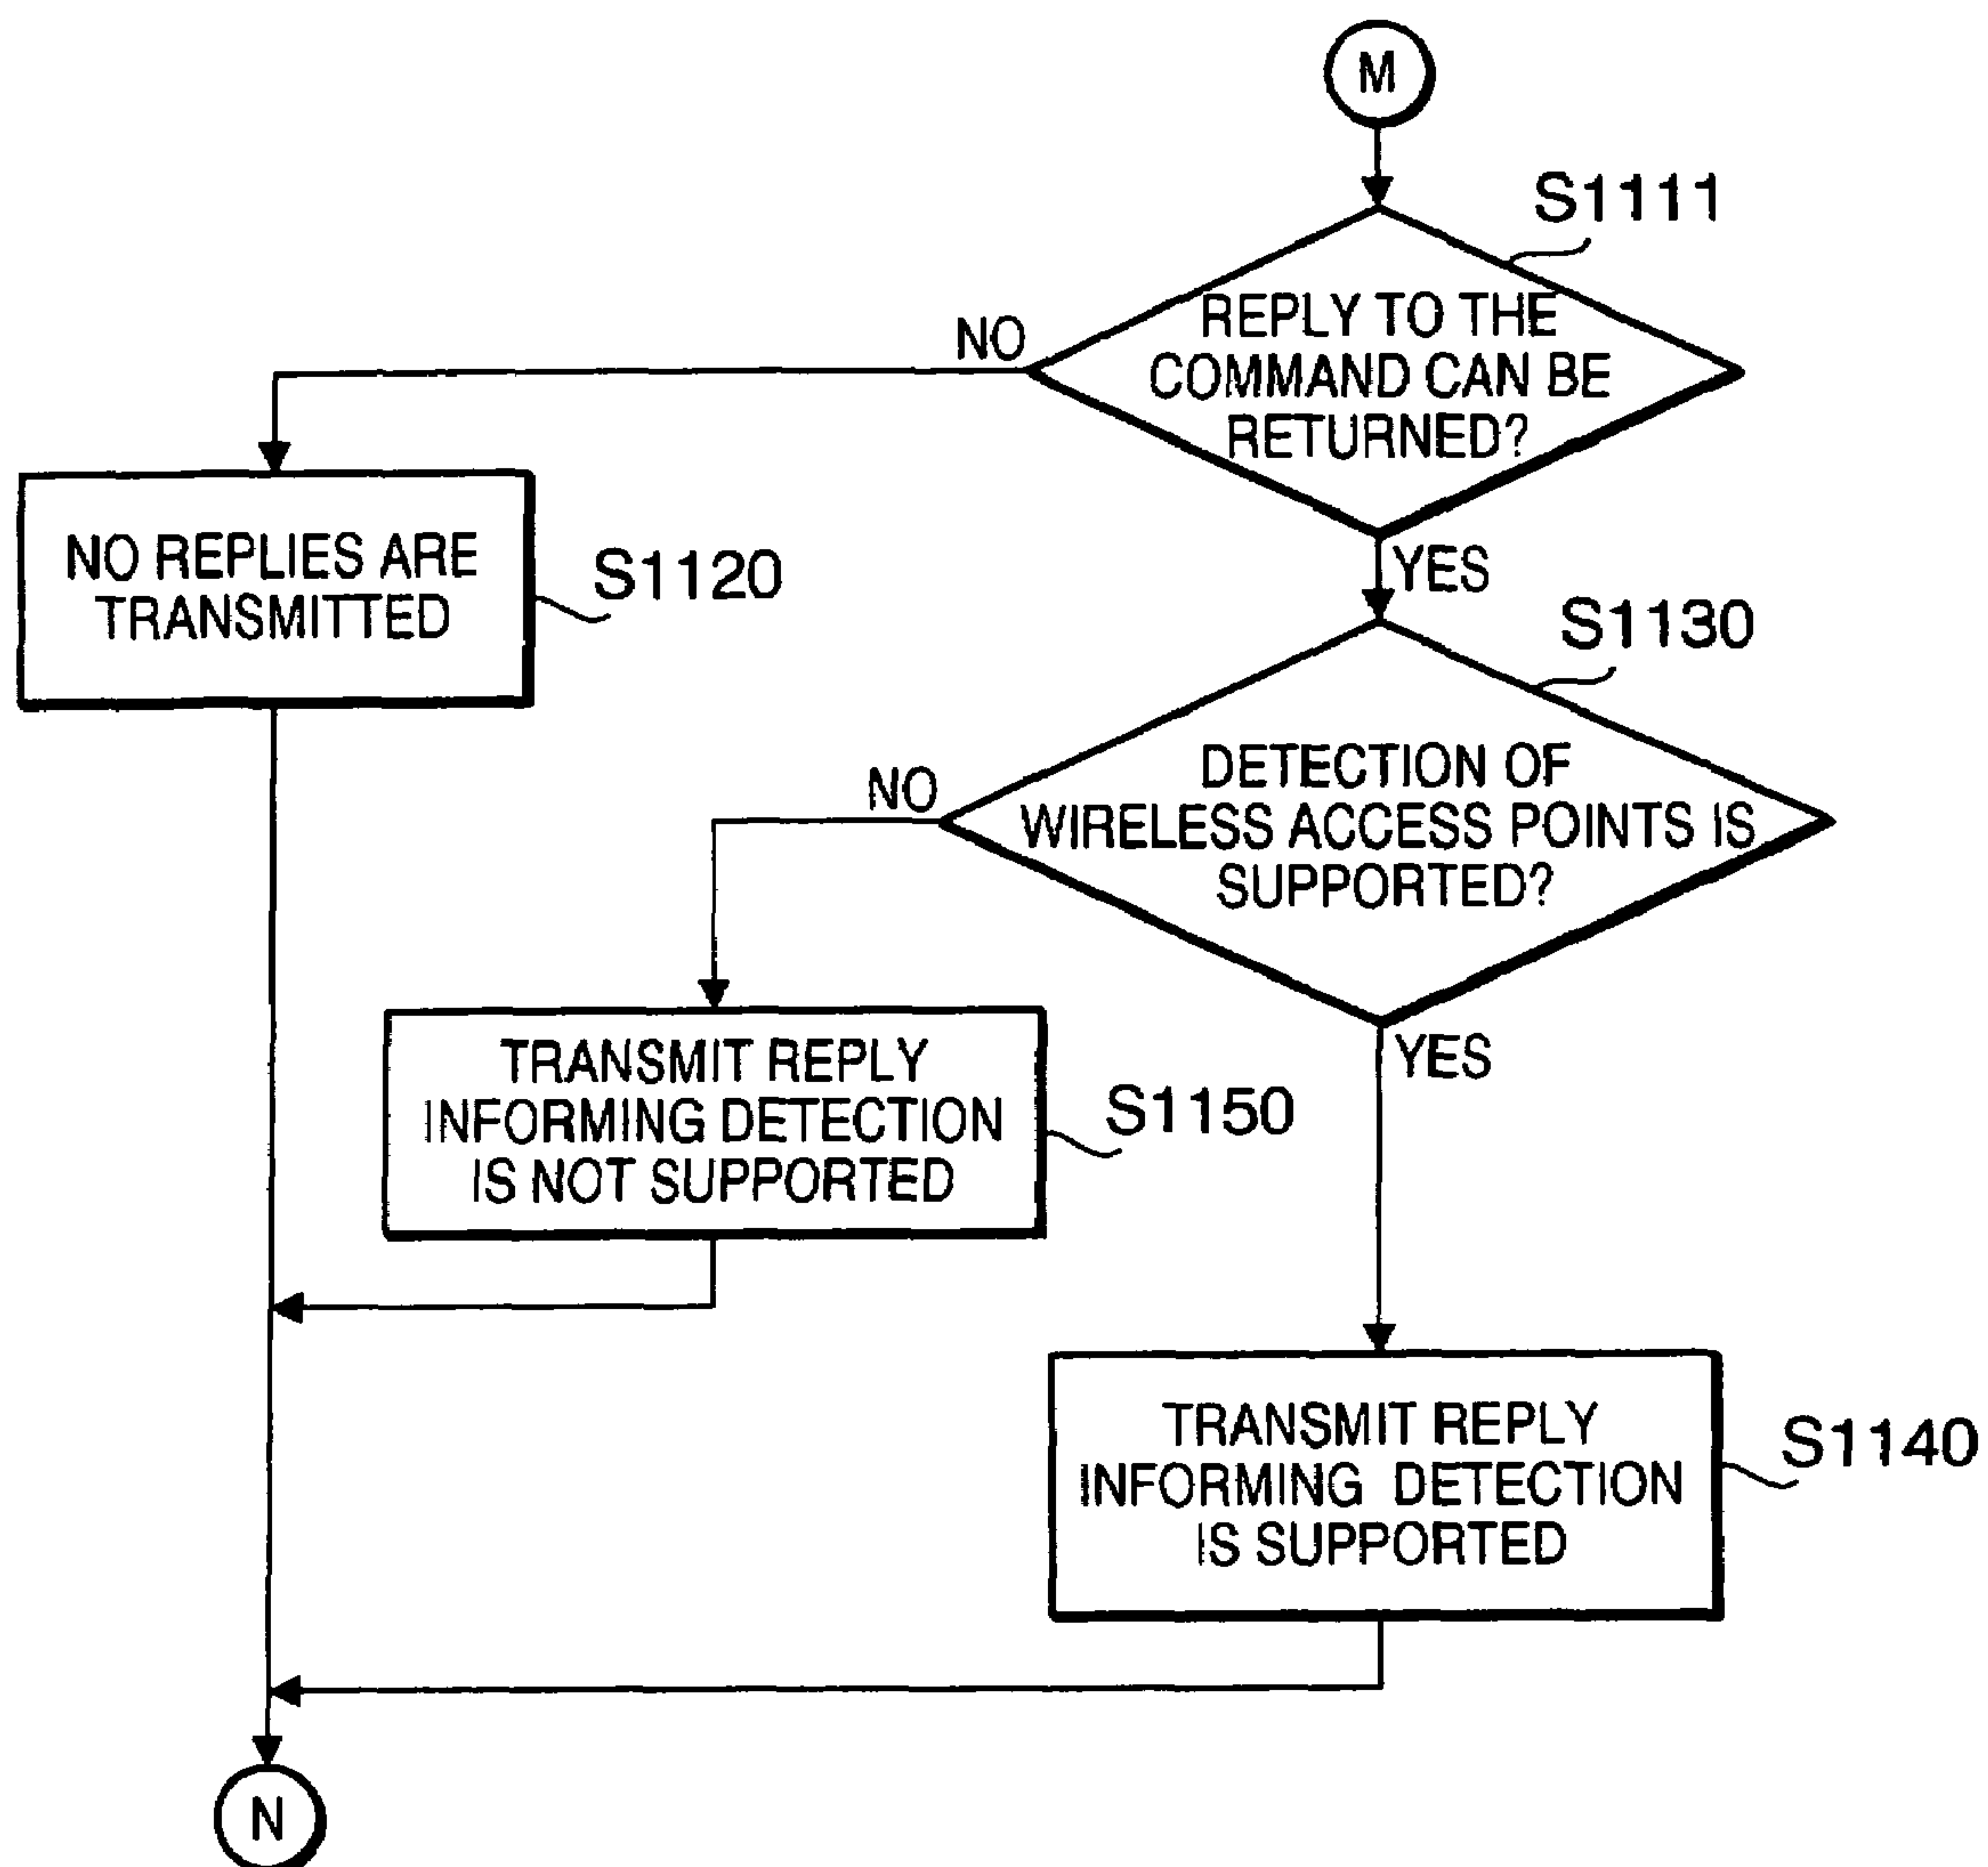 M
S1111
REPLY TO THE
COMMAND CAN BE
RETURNED?
NO
YES
NO REPLIES ARE
TRANSMITTED
S1120
S1130
DETECTION OF
WIRELESS ACCESS POINTS IS
SUPPORTED?
NO
YES
TRANSMIT REPLY
INFORMING DETECTION
IS NOT SUPPORTED
S1150
TRANSMIT REPLY
INFORMING DETECTION
IS SUPPORTED
S1140
N